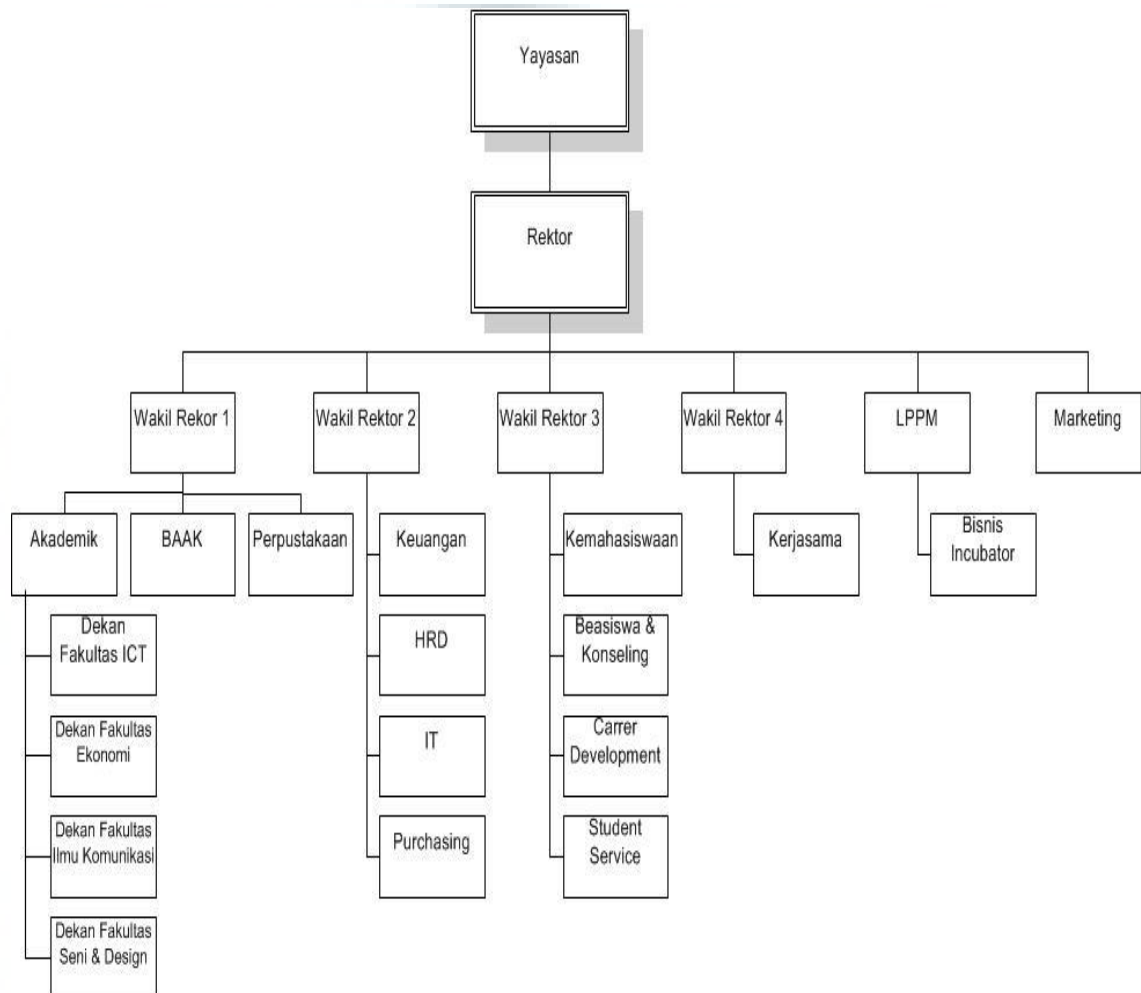 Yayasan
Rektor
Wakil Rekor 1
Wakil Rektor 2
Wakil Rektor 3
Wakil Rektor 4
LPPM
Marketing
Akademik
BAAK
Perpustakaan
Keuangan
Kemahasiswaan
Kerjasama
Bisnis
Incubator
Dekan
Fakultas ICT
HRD
Beasiswa &
Konseling
Dekan Fakultas
Ekonomi
IT
Carrer
Development
Dekan Fakultas
Ilmu Komunikasi
Purchasing
Student
Service
Dekan Fakultas
Seni & Design